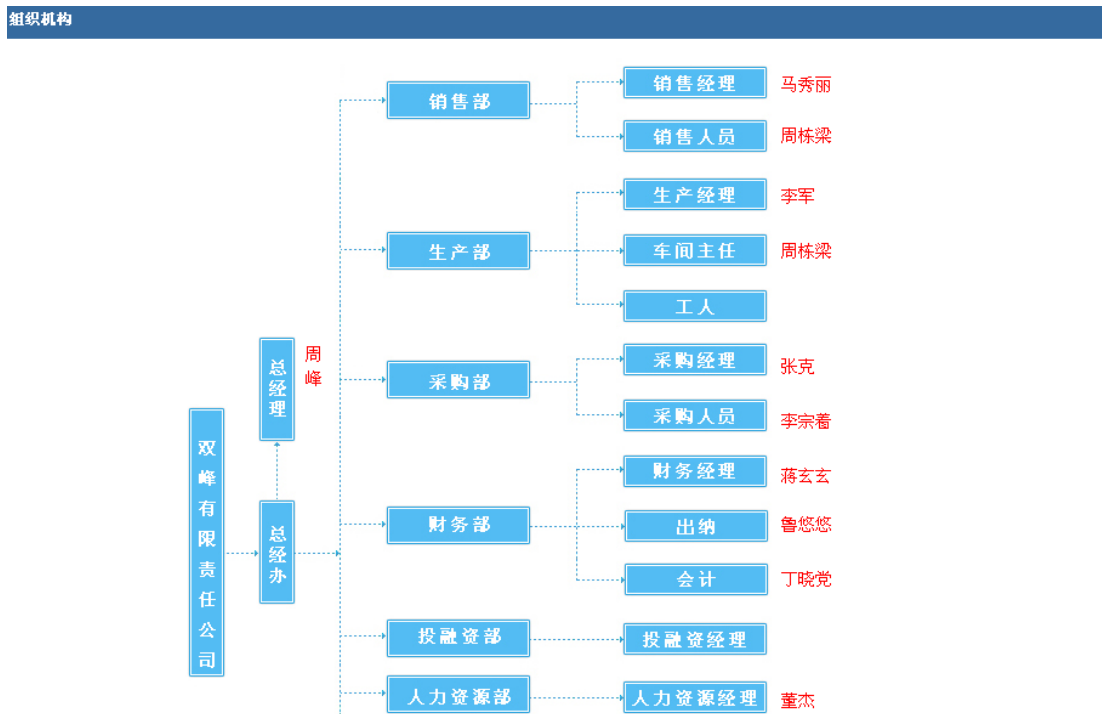 组织机构
双峰有限责任公司
总经办
总经理
周峰
销售部
销售经理 马秀丽
销售人员 周栋梁
生产部
生产经理 李军
车间主任 周栋梁
工人
采购部
采购经理 张克
采购人员 李宗着
财务部
财务经理 蒋玄玄
出纳 鲁悠悠
会计 丁晓党
投融资部
投融资经理
人力资源部
人力资源经理 董杰